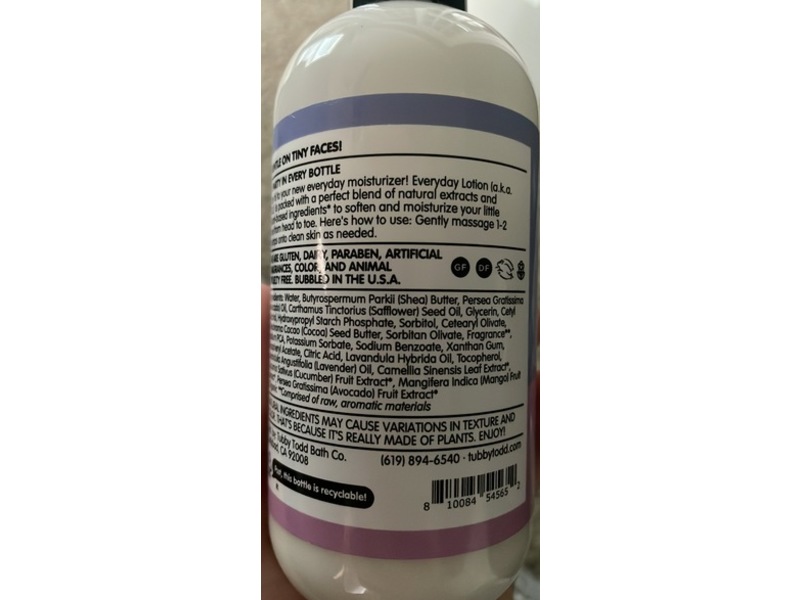 ON TINY FACES!
IN EVERY BOTTLE
to your new everyday moisturizer! Everyday Lotion (a.k.a.
is packed with a perfect blend of natural extracts and
ingredients* to soften and moisturize your little
from head to toe. Here's how to use: Gently massage 1-2
onto clean skin as needed.
GLUTEN, DAIRY, PARABEN, ARTIFICIAL
COLOR, AND ANIMAL
FREE. BUBBLED IN THE U.S.A.
GF DF
Water, Butyrospermum Parkii (Shea) Butter, Persea Gratissima
Oil, Carthamus Tinctorius (Safflower) Seed Oil, Glycerin, Cetyl
Hydroxypropyl Starch Phosphate, Sorbitol, Cetearyl Olivate,
Cacao (Cocoa) Seed Butter, Sorbitan Olivate, Fragrance**,
PCA, Potassium Sorbate, Sodium Benzoate, Xanthan Gum,
Acetate, Citric Acid, Lavandula Hybrida Oil, Tocopherol,
Angustifolia (Lavender) Oil, Camellia Sinensis Leaf Extract*,
Sativus (Cucumber) Fruit Extract*, Mangifera Indica (Mango) Fruit
Persea Gratissima (Avocado) Fruit Extract*
**Comprised of raw, aromatic materials
INGREDIENTS MAY CAUSE VARIATIONS IN TEXTURE AND
THAT'S BECAUSE IT'S REALLY MADE OF PLANTS. ENJOY!
Tubby Todd Bath Co.
CA 92008
(619) 894-6540 · tubbytodd.com
this bottle is recyclable!
8 10084 54565 2